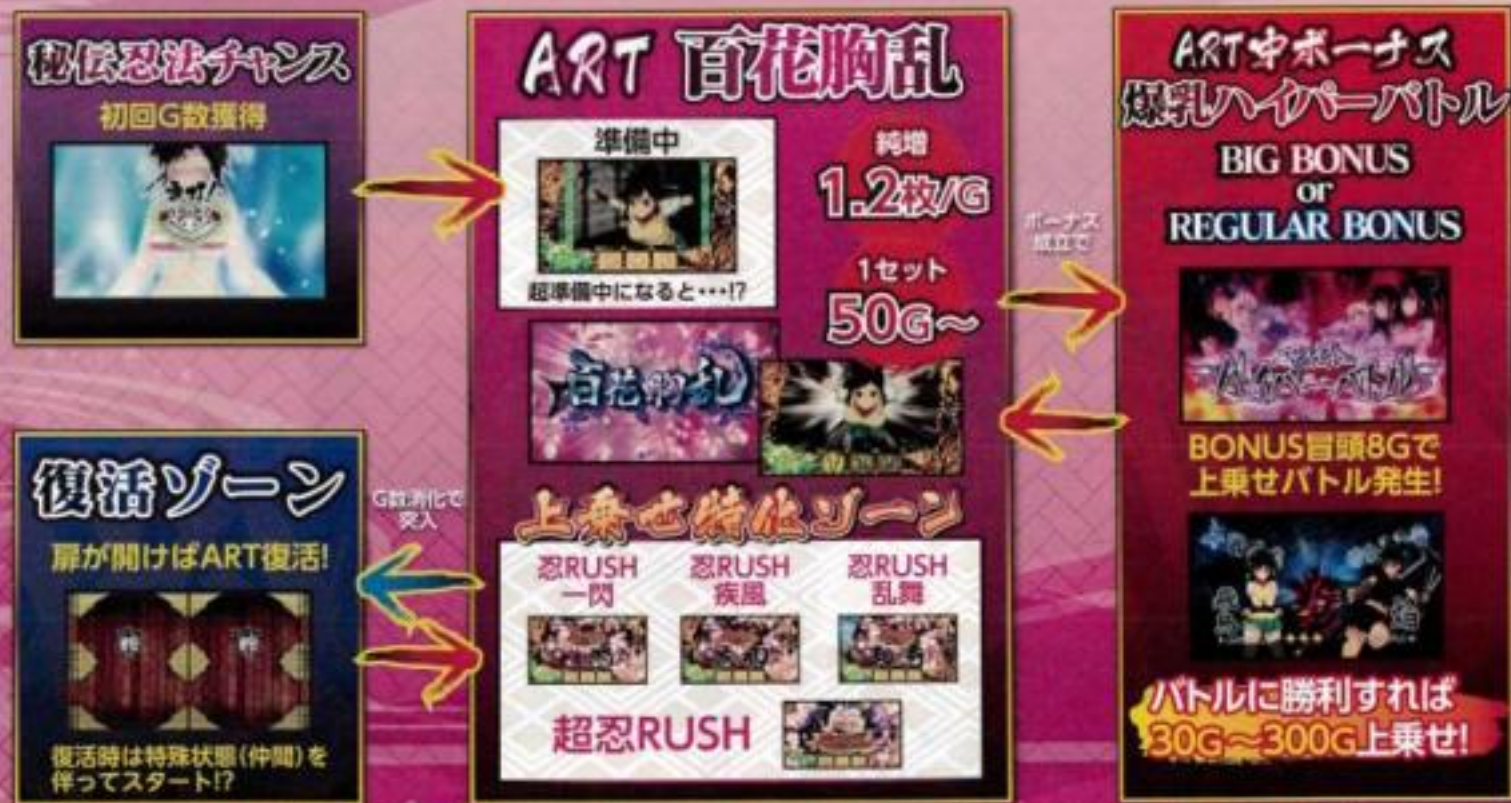 秘伝忍法チャンス
初回G数獲得
ART 百花胸乱
準備中
超準備中になると・・・!?
純増
1.2枚/G
1セット
50G〜
百花胸乱
上乗せ特化ゾーン
忍RUSH
一閃
忍RUSH
疾風
忍RUSH
乱舞
超忍RUSH
ボーナス
成立で
ART中ボーナス
爆乳ハイパーバトル
BIG BONUS
or
REGULAR BONUS
BONUS冒頭8Gで
上乗せバトル発生!
バトルに勝利すれば
30G〜300G上乗せ!
復活ゾーン
扉が開けばART復活!
復活時は特殊状態(仲間)を
伴ってスタート!?
G数消化で
突入